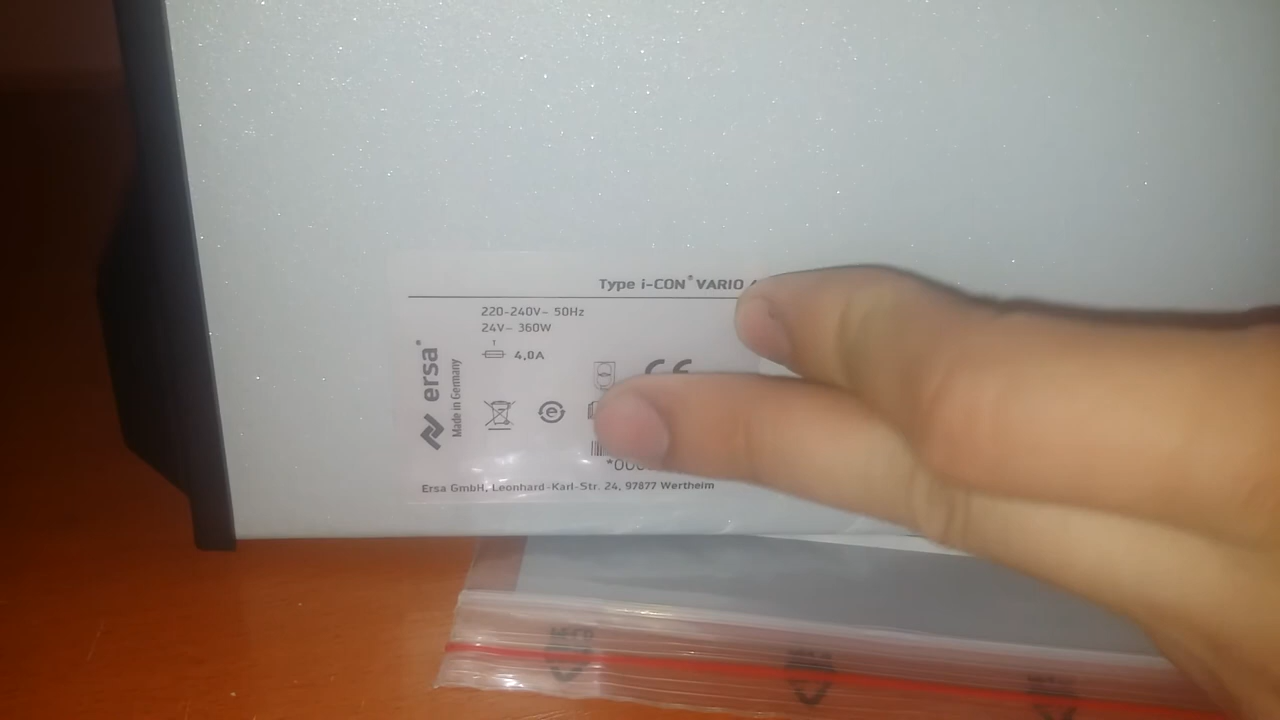 Type i-CON® VARIO
220-240V~ 50Hz
24V~ 360W
4,0A
ersa®
Made in Germany
CE
Ersa GmbH, Leonhard-Karl-Str. 24, 97877 Wertheim